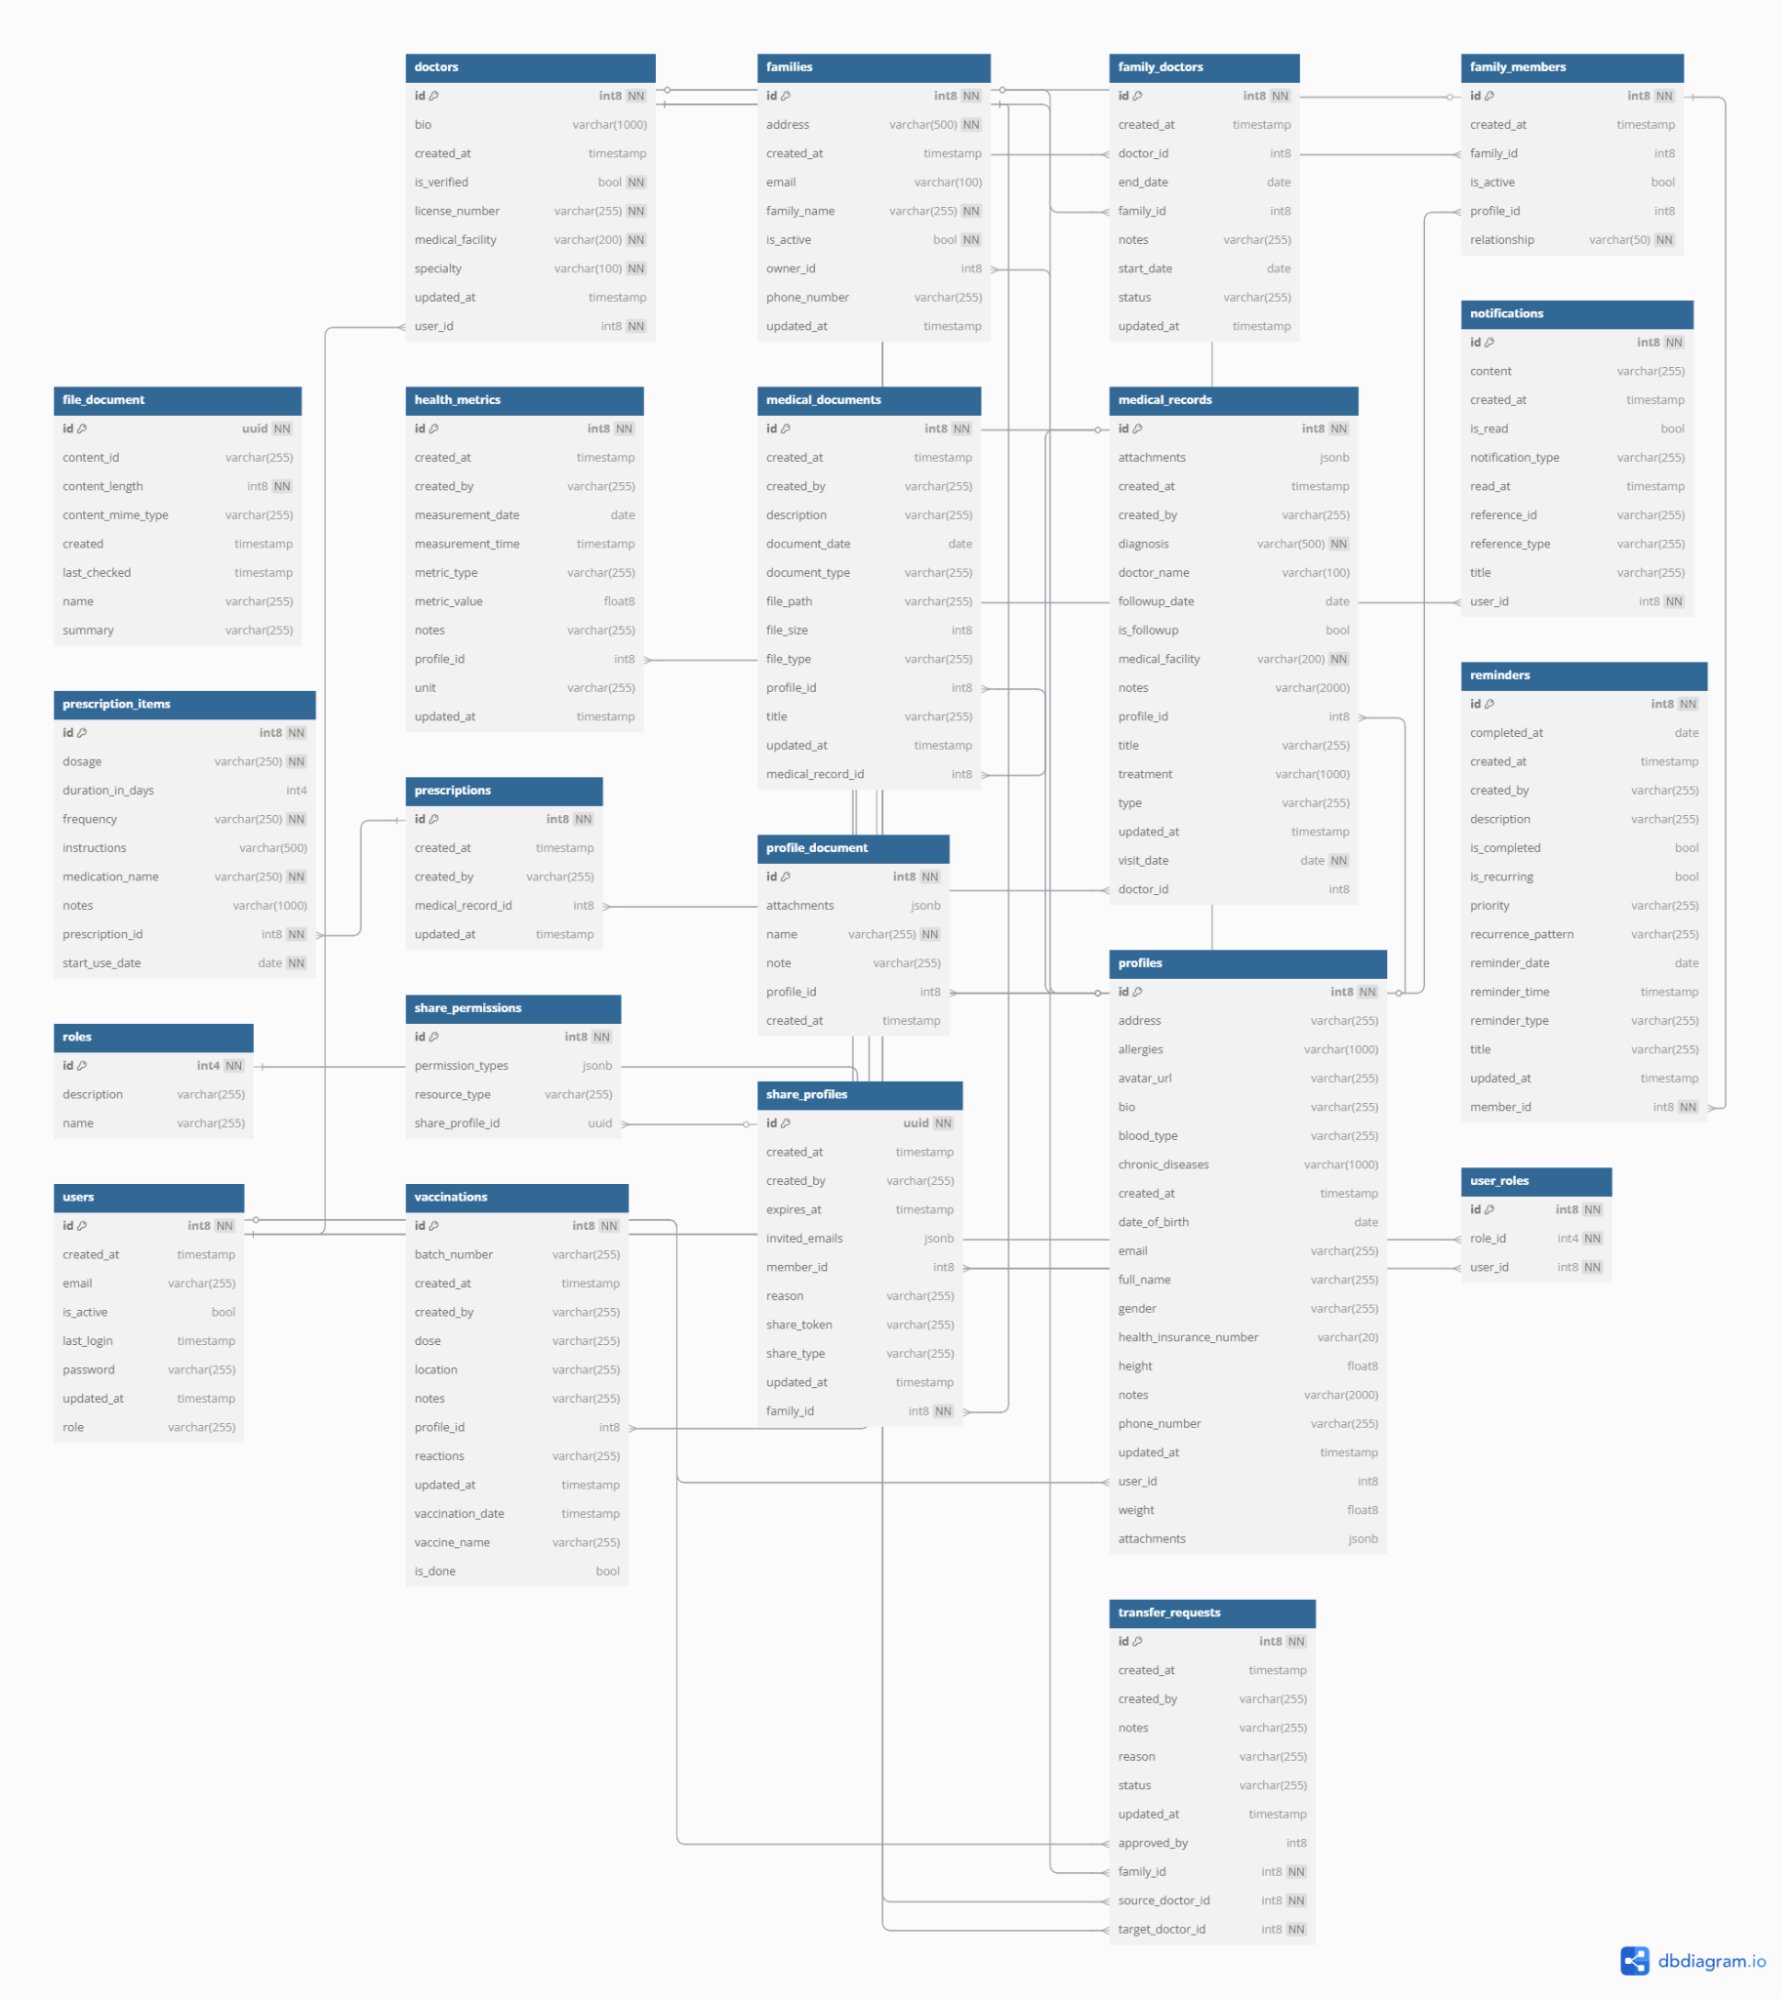 doctors
id int8 NN
bio varchar(1000)
created_at timestamp
is_verified bool NN
license_number varchar(255) NN
medical_facility varchar(200) NN
specialty varchar(100) NN
updated_at timestamp
user_id int8 NN
families
id int8 NN
address varchar(500) NN
created_at timestamp
email varchar(100)
family_name varchar(255) NN
is_active bool NN
owner_id int8
phone_number varchar(255)
updated_at timestamp
family_doctors
id int8 NN
created_at timestamp
doctor_id int8
end_date date
family_id int8
notes varchar(255)
start_date date
status varchar(255)
updated_at timestamp
family_members
id int8 NN
created_at timestamp
family_id int8
is_active bool
profile_id int8
relationship varchar(50) NN
notifications
id int8 NN
content varchar(255)
created_at timestamp
is_read bool
notification_type varchar(255)
read_at timestamp
reference_id varchar(255)
reference_type varchar(255)
title varchar(255)
user_id int8 NN
file_document
id uuid NN
content_id varchar(255)
content_length int8 NN
content_mime_type varchar(255)
created timestamp
last_checked timestamp
name varchar(255)
summary varchar(255)
health_metrics
id int8 NN
created_at timestamp
created_by varchar(255)
measurement_date date
measurement_time timestamp
metric_type varchar(255)
metric_value float8
notes varchar(255)
profile_id int8
unit varchar(255)
updated_at timestamp
medical_documents
id int8 NN
created_at timestamp
created_by varchar(255)
description varchar(255)
document_date date
document_type varchar(255)
file_path varchar(255)
file_size int8
file_type varchar(255)
profile_id int8
title varchar(255)
updated_at timestamp
medical_record_id int8
medical_records
id int8 NN
attachments jsonb
created_at timestamp
created_by varchar(255)
diagnosis varchar(500) NN
doctor_name varchar(100)
followup_date date
is_followup bool
medical_facility varchar(200) NN
notes varchar(2000)
profile_id int8
title varchar(255)
treatment varchar(1000)
type varchar(255)
updated_at timestamp
visit_date date NN
doctor_id int8
reminders
id int8 NN
completed_at date
created_at timestamp
created_by varchar(255)
description varchar(255)
is_completed bool
is_recurring bool
priority varchar(255)
recurrence_pattern varchar(255)
reminder_date date
reminder_time timestamp
reminder_type varchar(255)
title varchar(255)
updated_at timestamp
member_id int8 NN
prescription_items
id int8 NN
dosage varchar(250) NN
duration_in_days int4
frequency varchar(250) NN
instructions varchar(500)
medication_name varchar(250) NN
notes varchar(1000)
prescription_id int8 NN
start_use_date date NN
prescriptions
id int8 NN
created_at timestamp
created_by varchar(255)
medical_record_id int8
updated_at timestamp
profile_document
id int8 NN
attachments jsonb
name varchar(255) NN
note varchar(255)
profile_id int8
created_at timestamp
profiles
id int8 NN
address varchar(255)
allergies varchar(1000)
avatar_url varchar(255)
bio varchar(255)
blood_type varchar(255)
chronic_diseases varchar(1000)
created_at timestamp
date_of_birth date
email varchar(255)
full_name varchar(255)
gender varchar(255)
health_insurance_number varchar(20)
height float8
notes varchar(2000)
phone_number varchar(255)
updated_at timestamp
user_id int8
weight float8
attachments jsonb
roles
id int4 NN
description varchar(255)
name varchar(255)
share_permissions
id int8 NN
permission_types jsonb
resource_type varchar(255)
share_profile_id uuid
share_profiles
id uuid NN
created_at timestamp
created_by varchar(255)
expires_at timestamp
invited_emails jsonb
member_id int8
reason varchar(255)
share_token varchar(255)
share_type varchar(255)
updated_at timestamp
family_id int8 NN
user_roles
id int8 NN
role_id int4 NN
user_id int8 NN
users
id int8 NN
created_at timestamp
email varchar(255)
is_active bool
last_login timestamp
password varchar(255)
updated_at timestamp
role varchar(255)
vaccinations
id int8 NN
batch_number varchar(255)
created_at timestamp
created_by varchar(255)
dose varchar(255)
location varchar(255)
notes varchar(255)
profile_id int8
reactions varchar(255)
updated_at timestamp
vaccination_date timestamp
vaccine_name varchar(255)
is_done bool
transfer_requests
id int8 NN
created_at timestamp
created_by varchar(255)
notes varchar(255)
reason varchar(255)
status varchar(255)
updated_at timestamp
approved_by int8
family_id int8 NN
source_doctor_id int8 NN
target_doctor_id int8 NN
dbdiagram.io